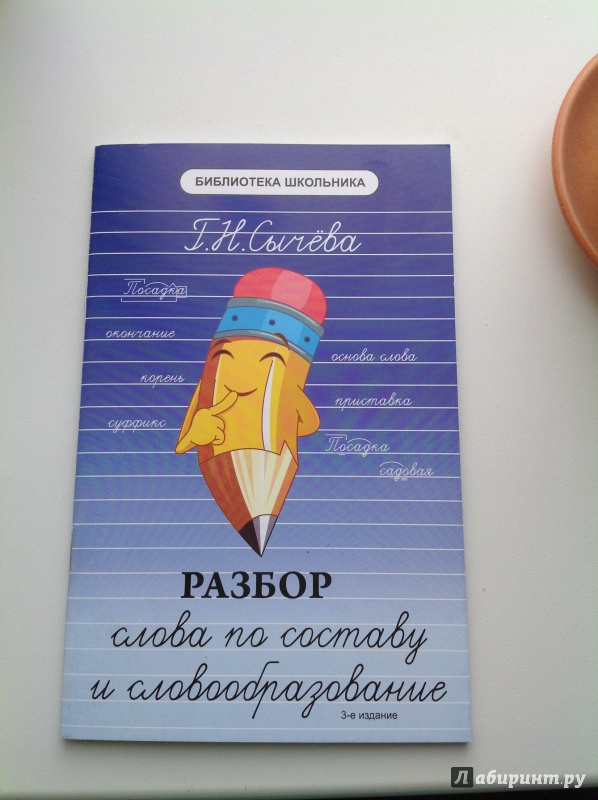 БИБЛИОТЕКА ШКОЛЬНИКА
Г.Н.Сычёва
Посадка
окончание
основа слова
корень
приставка
суффикс
Посадка
садовая
РАЗБОР
слова по составу
и словообразование
3-е издание
Лабиринт.ру